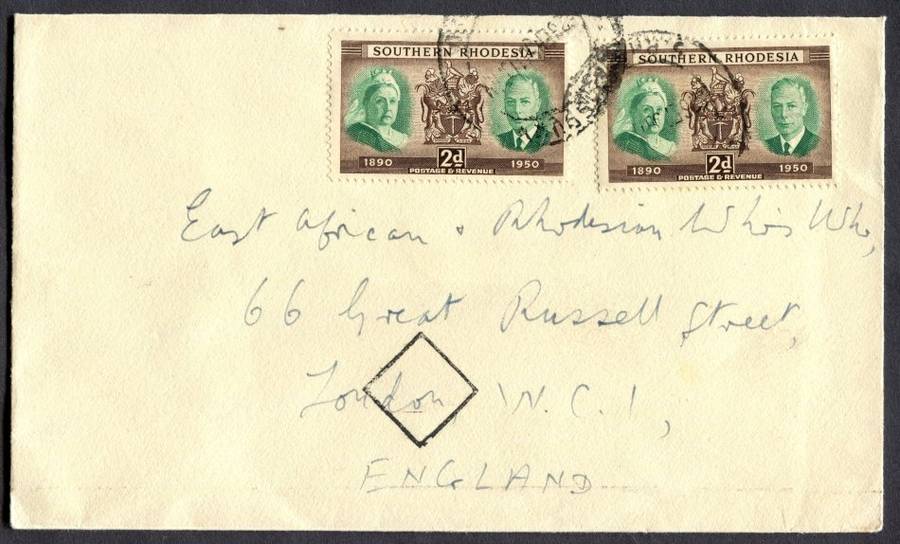 SOUTHERN RHODESIA
1890 2d 1950
POSTAGE & REVENUE
SOUTHERN RHODESIA
1890 2d 1950
POSTAGE & REVENUE
East African & Rhodesian Who's Who,
66 Great Russell Street,
London, W.C.1,
ENGLAND